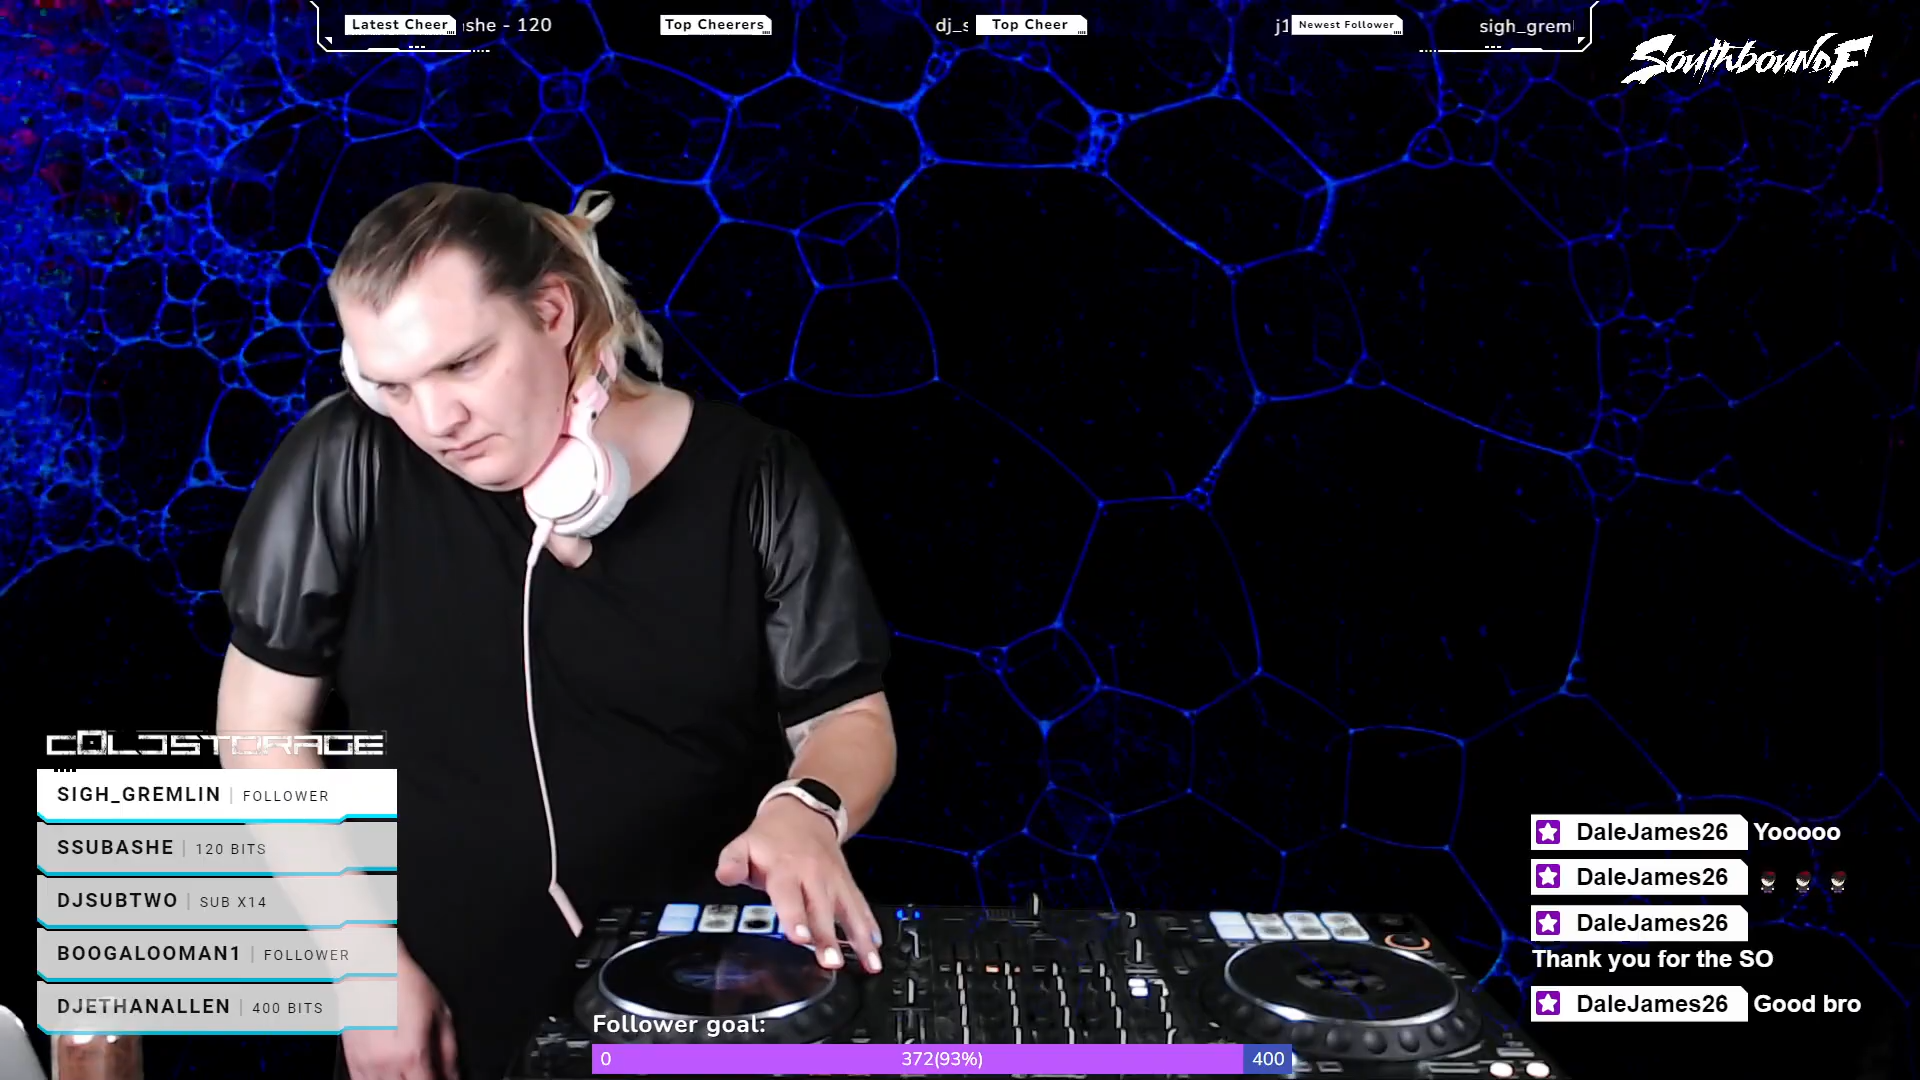 Latest Cheer
she - 120
Top Cheerers
dj_s
Top Cheer
j1
Newest Follower
sigh_greml
SouthbounDF
COLDSTORAGE
SIGH_GREMLIN | FOLLOWER
SSUBASHE | 120 BITS
DJSUBTWO | SUB X14
BOOGALOOMAN1 | FOLLOWER
DJETHANALLEN | 400 BITS
DaleJames26 Yooooo
DaleJames26
DaleJames26
Thank you for the SO
DaleJames26 Good bro
Follower goal:
0 372(93%) 400